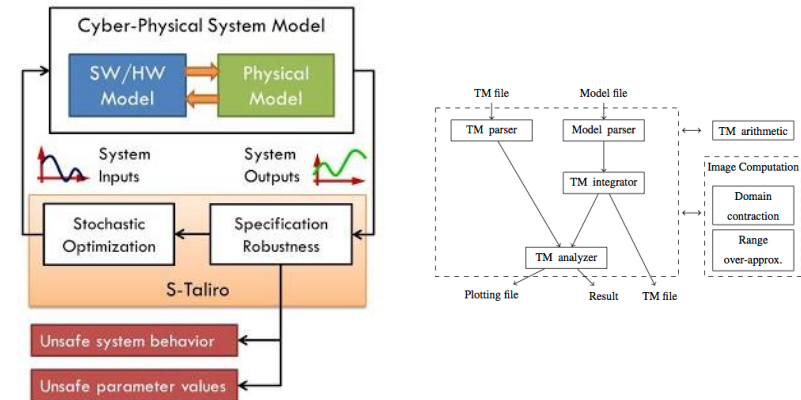 Cyber-Physical System Model
SW/HW
Model
Physical
Model
System
Inputs
System
Outputs
Stochastic
Optimization
Specification
Robustness
S-Taliro
Unsafe system behavior
Unsafe parameter values
TM file
Model file
TM parser
Model parser
TM arithmetic
Image Computation
TM integrator
Domain
contraction
Range
over-approx.
TM analyzer
Plotting file
Result
TM file